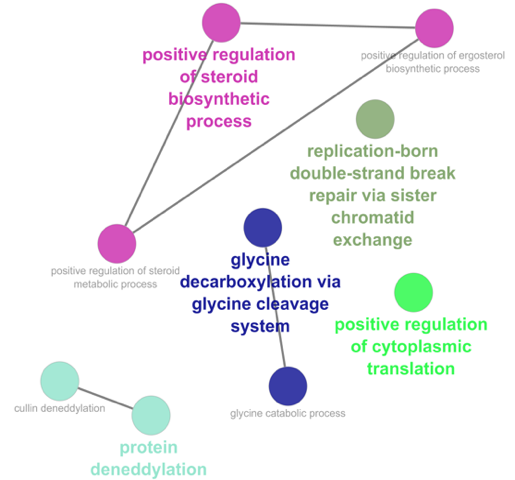 positive regulation
of steroid
biosynthetic
process
positive regulation of ergosterol
biosynthetic process
replication-born
double-strand break
repair via sister
chromatid
exchange
positive regulation of steroid
metabolic process
glycine
decarboxylation via
glycine cleavage
system
positive regulation
of cytoplasmic
translation
cullin deneddylation
glycine catabolic process
protein
deneddylation